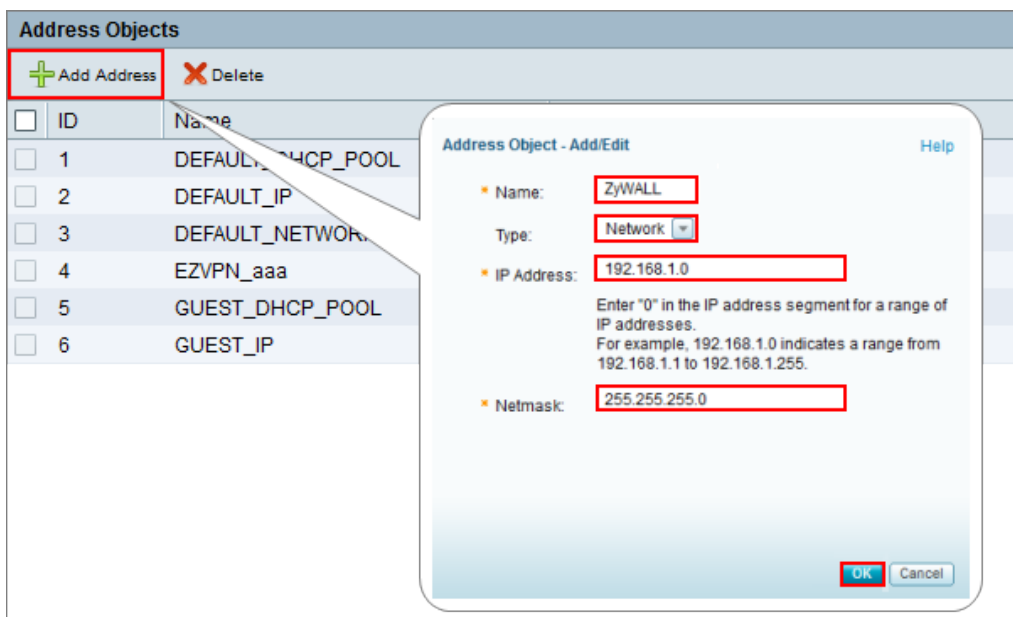 Address Objects
Add Address Delete
ID Name
1 DEFAULT_DHCP_POOL
2 DEFAULT_IP
3
4 EZVPN_aaa
5 GUEST_DHCP_POOL
6 GUEST_IP
Address Object - Add/Edit Help
* Name: ZyWALL
Type: Network
* IP Address: 192.168.1.0
Enter "0" in the IP address segment for a range of
IP addresses.
For example, 192.168.1.0 indicates a range from
192.168.1.1 to 192.168.1.255.
* Netmask: 255.255.255.0
OK Cancel